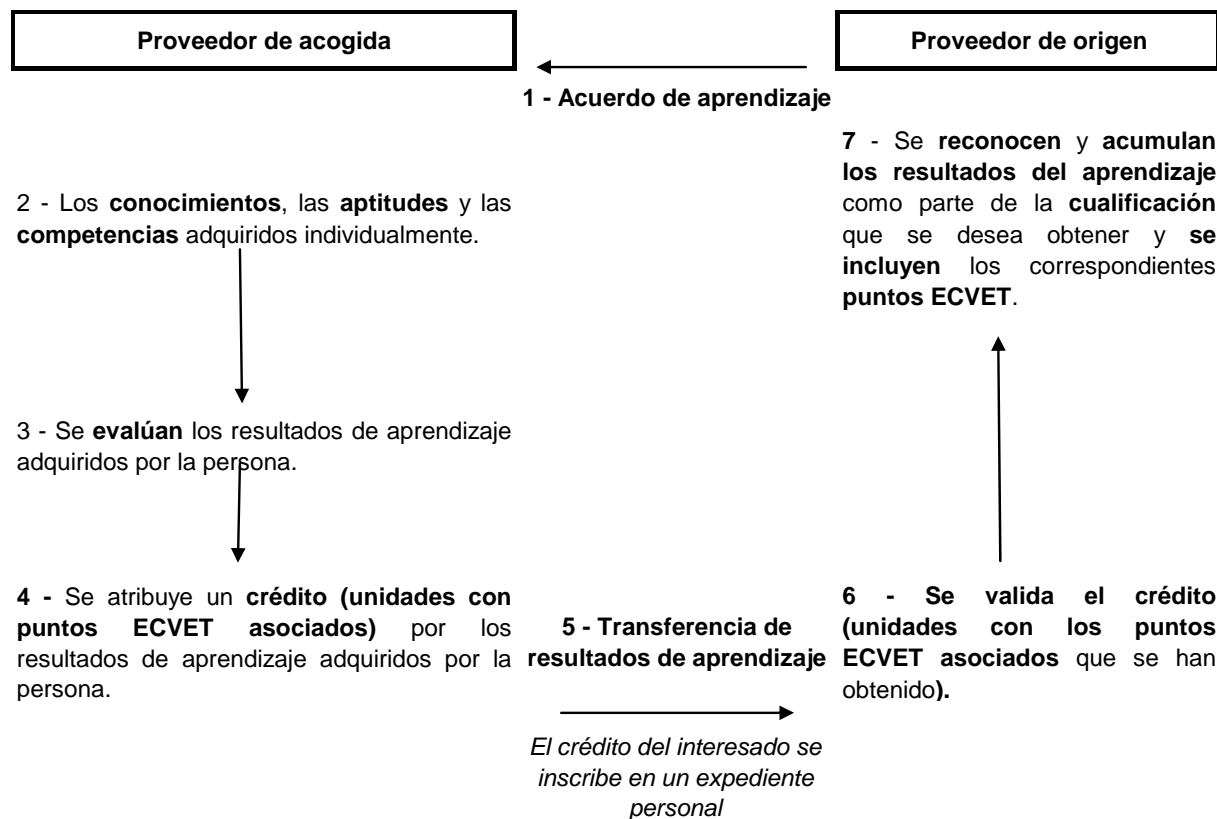 Proveedor de acogida
Proveedor de origen
1 - Acuerdo de aprendizaje
2 - Los conocimientos, las aptitudes y las
competencias adquiridos individualmente.
3 - Se evalúan los resultados de aprendizaje
adquiridos por la persona.
4 - Se atribuye un crédito (unidades con
puntos ECVET asociados) por los
resultados de aprendizaje adquiridos por la
persona.
5 - Transferencia de
resultados de aprendizaje
El crédito del interesado se
inscribe en un expediente
personal
6 - Se valida el crédito
(unidades con los puntos
ECVET asociados que se han
obtenido).
7 - Se reconocen y acumulan
los resultados del aprendizaje
como parte de la cualificación
que se desea obtener y se
incluyen los correspondientes
puntos ECVET.